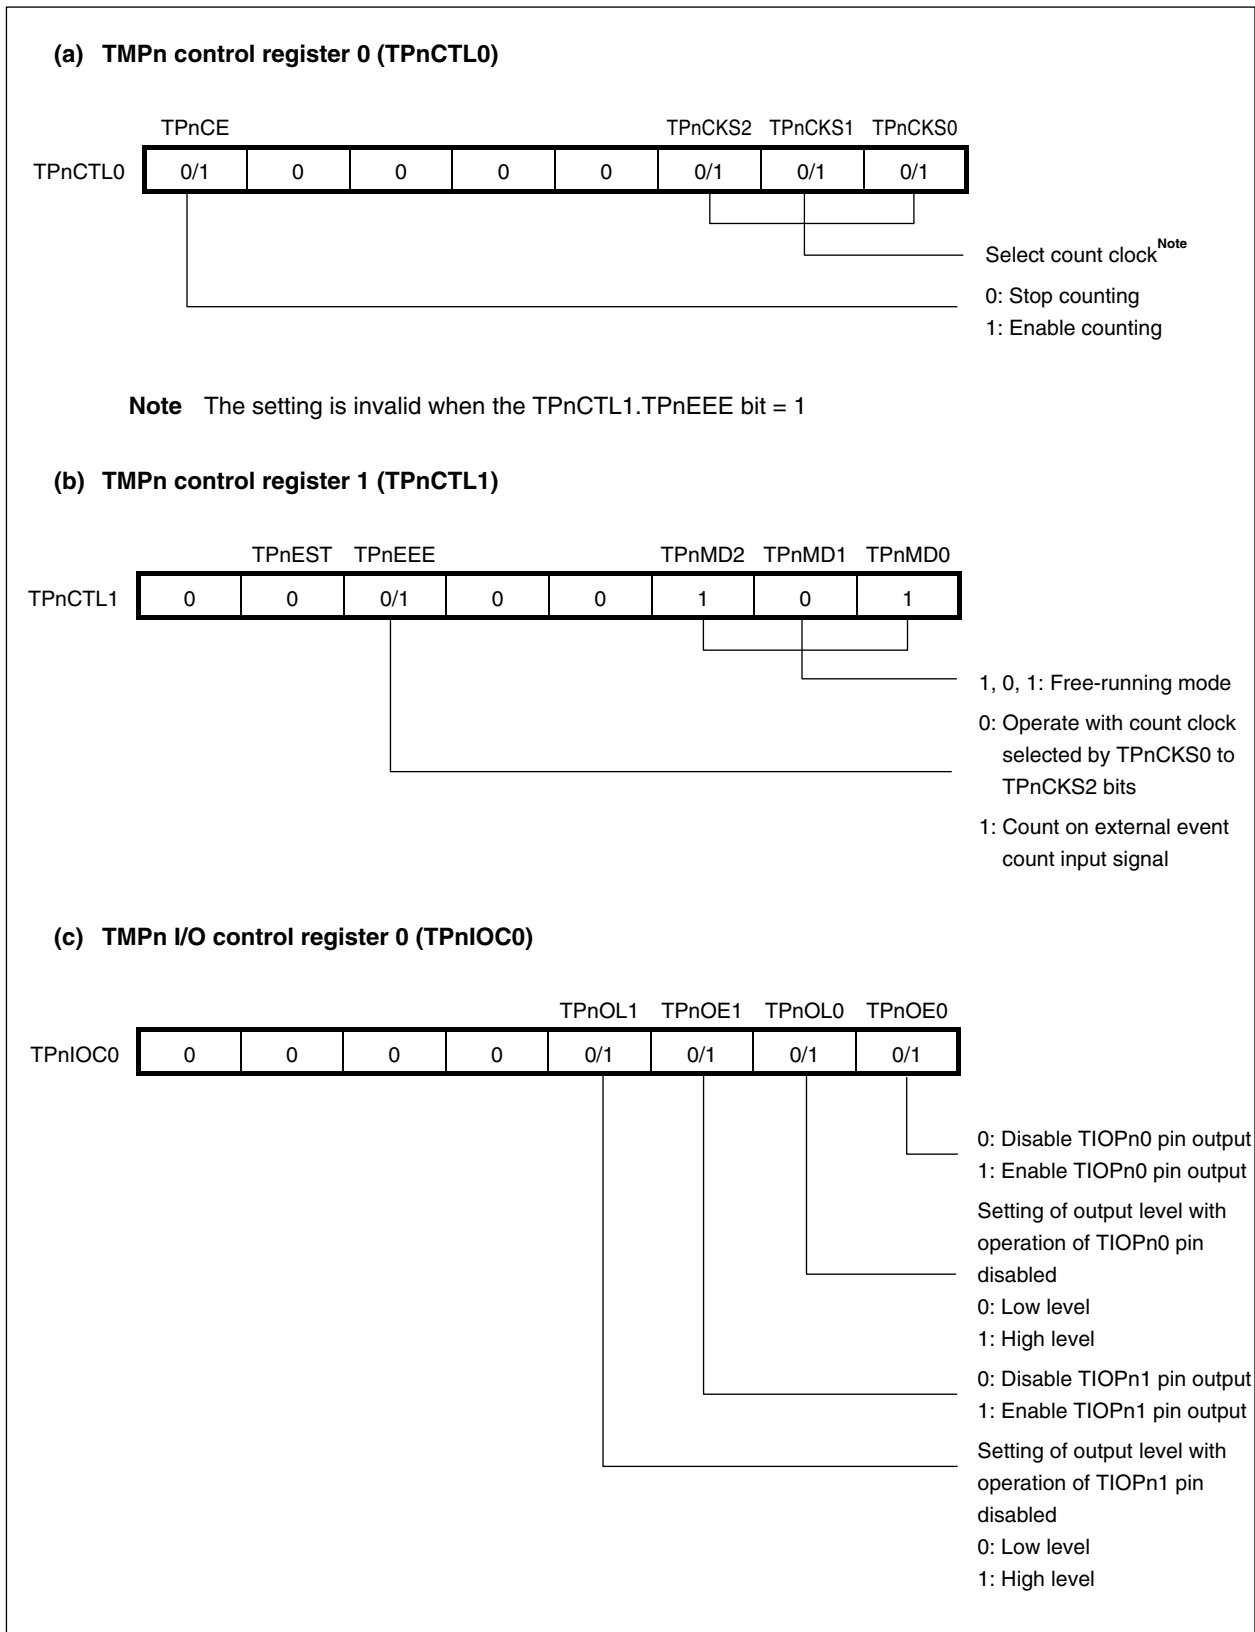 (a) TMPn control register 0 (TPnCTL0)
TPnCE TPnCKS2 TPnCKS1 TPnCKS0
TPnCTL0 0/1 0 0 0 0 0/1 0/1 0/1
Select count clockNote
0: Stop counting
1: Enable counting
Note The setting is invalid when the TPnCTL1.TPnEEE bit = 1
(b) TMPn control register 1 (TPnCTL1)
TPnEST TPnEEE TPnMD2 TPnMD1 TPnMD0
TPnCTL1 0 0 0/1 0 0 1 0 1
1, 0, 1: Free-running mode
0: Operate with count clock
selected by TPnCKS0 to
TPnCKS2 bits
1: Count on external event
count input signal
(c) TMPn I/O control register 0 (TPnIOC0)
TPnOL1 TPnOE1 TPnOL0 TPnOE0
TPnIOC0 0 0 0 0 0/1 0/1 0/1 0/1
0: Disable TIOPn0 pin output
1: Enable TIOPn0 pin output
Setting of output level with
operation of TIOPn0 pin
disabled
0: Low level
1: High level
0: Disable TIOPn1 pin output
1: Enable TIOPn1 pin output
Setting of output level with
operation of TIOPn1 pin
disabled
0: Low level
1: High level